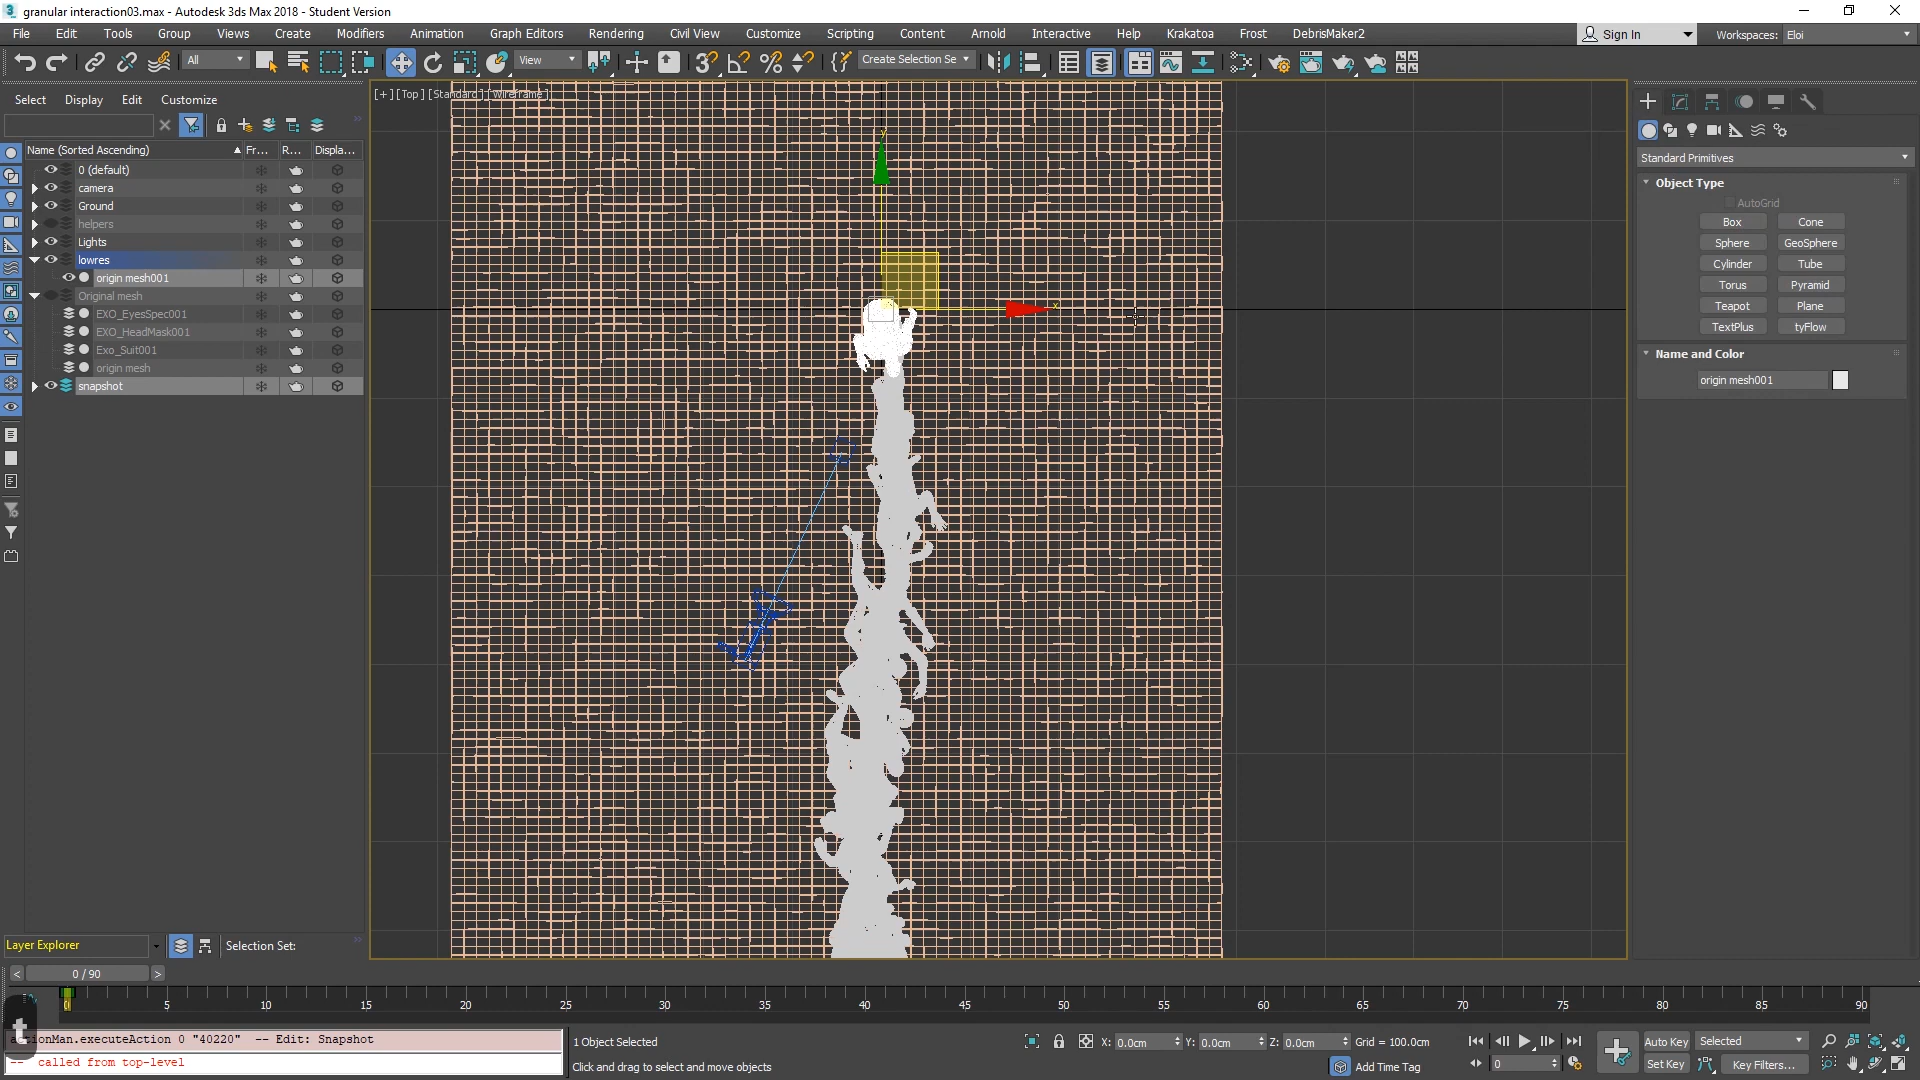 granular interaction03.max - Autodesk 3ds Max 2018 - Student Version
File Edit Tools Group Views Create Modifiers Animation Graph Editors Rendering Civil View Customize Scripting Content Arnold Interactive Help Krakatoa Frost DebrisMaker2 Sign In Workspaces: Eloi
All View Create Selection Se
Select Display Edit Customize
[+] [Top] [Standard] [Wireframe]
Name (Sorted Ascending) Fr... R... Displa...
0 (default)
camera
Ground
helpers
Lights
lowres
origin mesh001
Original mesh
EXO_EyesSpec001
EXO_HeadMask001
Exo_Suit001
origin mesh
snapshot
y
x
Standard Primitives
Object Type
AutoGrid
Box Cone
Sphere GeoSphere
Cylinder Tube
Torus Pyramid
Teapot Plane
TextPlus tyFlow
Name and Color
origin mesh001
Layer Explorer Selection Set:
< 0 / 90 >
0 5 10 15 20 25 30 35 40 45 50 55 60 65 70 75 80 85 90
t
actionMan.executeAction 0 "40220" -- Edit: Snapshot
-- called from top-level
1 Object Selected
Click and drag to select and move objects
X: 0.0cm Y: 0.0cm Z: 0.0cm Grid = 100.0cm
Add Time Tag
0
Auto Key Selected
Set Key Key Filters...